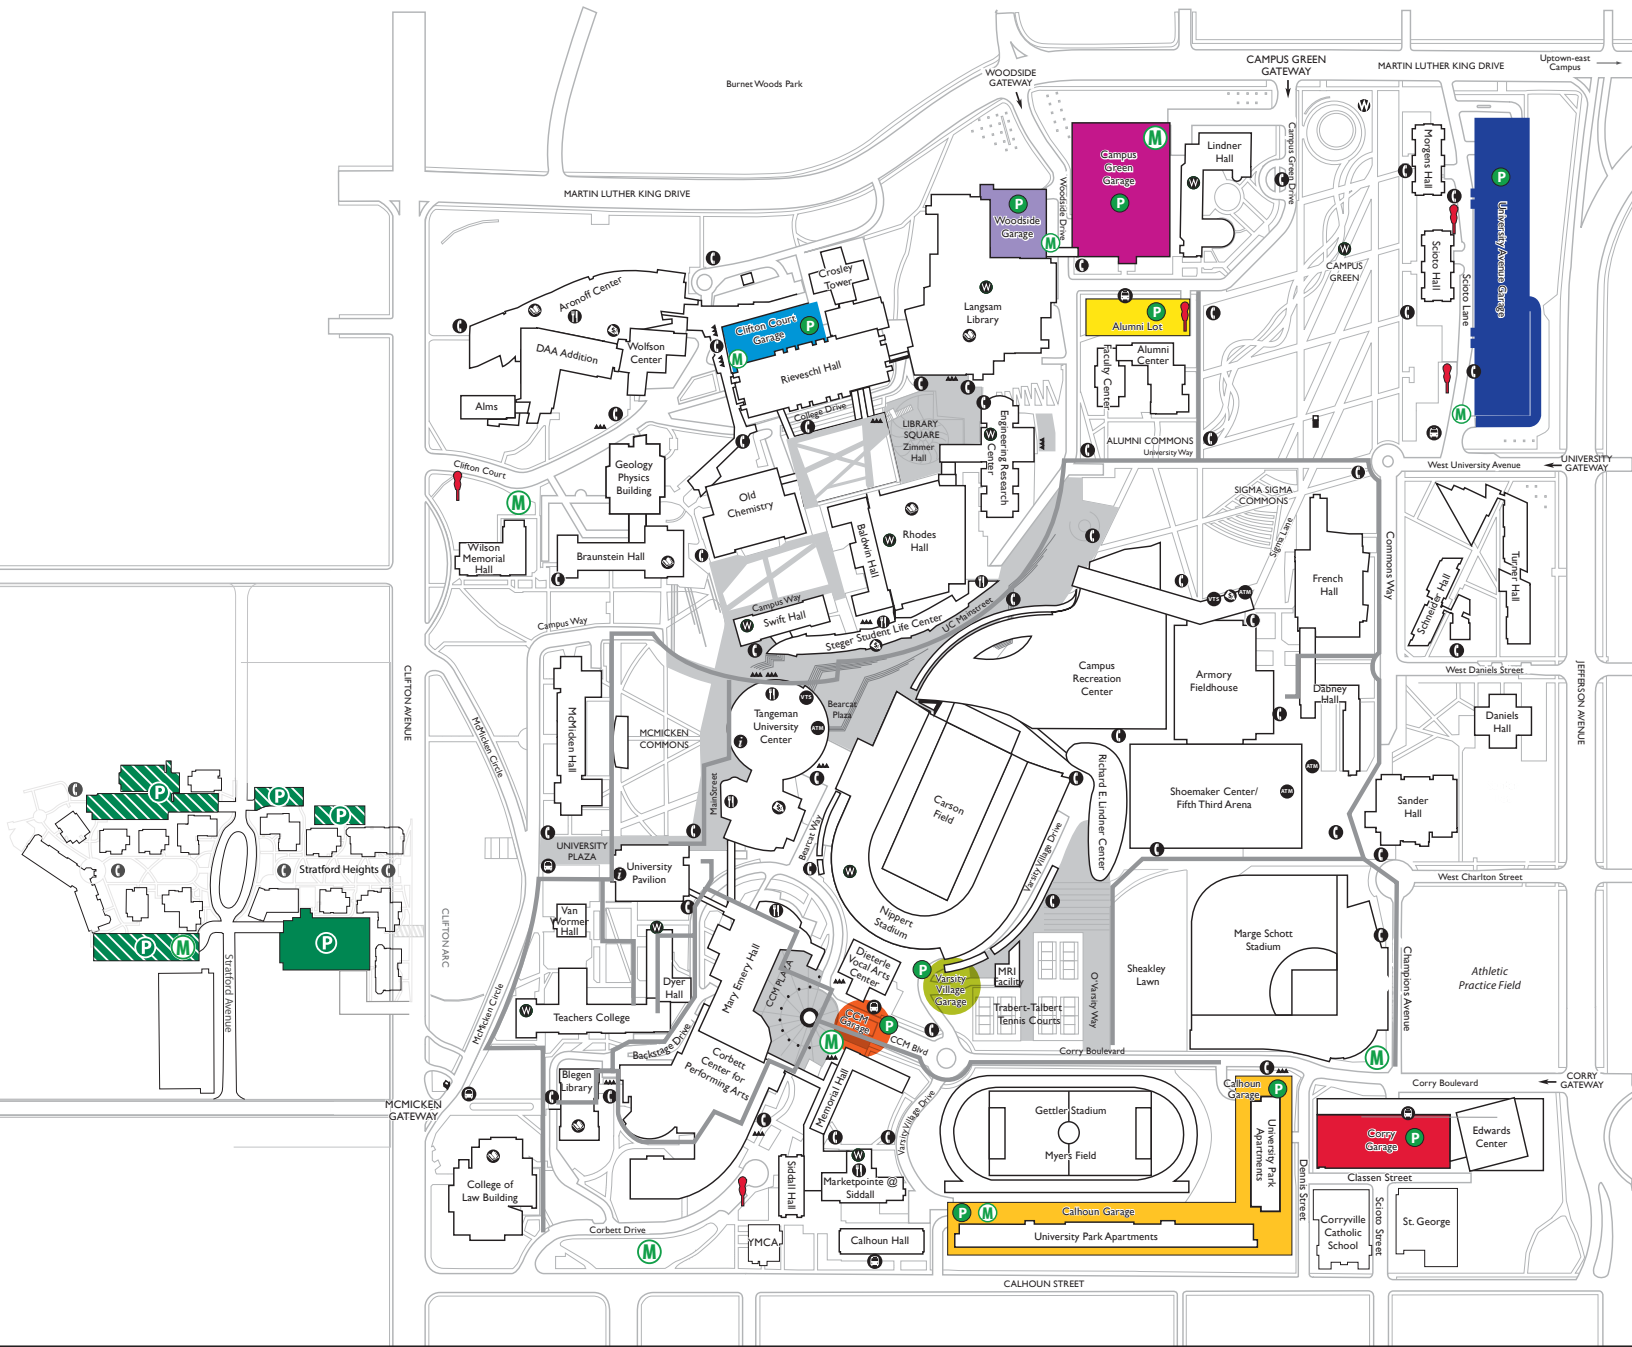 Burnet Woods Park
WOODSIDE
GATEWAY
CAMPUS GREEN
GATEWAY
MARTIN LUTHER KING DRIVE
Uptown-east
Campus
MARTIN LUTHER KING DRIVE
Campus
Green
Garage
M
P
Lindner
Hall
W
W
Campus Green Drive
Woodside Drive
Morgens Hall
P
University Avenue Garage
P
Woodside
Garage
M
Scioto Hall
Scioto Lane
W
CAMPUS
GREEN
Crosley
Tower
Aronoff Center
W
Langsam
Library
P
Alumni Lot
Clifton Court
Garage
P
M
DAA Addition
Wolfson
Center
Rieveschl Hall
Faculty Center
Alumni
Center
Alms
College Drive
LIBRARY
SQUARE
Zimmer
Hall
W
Engineering Research
Center
ALUMNI COMMONS
University Way
M
West University Avenue
UNIVERSITY
GATEWAY
Clifton Court
Geology
Physics
Building
M
Old
Chemistry
SIGMA SIGMA
COMMONS
Sigma Lane
Baldwin Hall
W
Rhodes
Hall
Wilson
Memorial
Hall
Braunstein Hall
French
Hall
Commons Way
Turner Hall
Schneider Hall
VTS
ATM
Campus Way
W
Swift Hall
Steger Student Life Center
UC Mainstreet
Campus Way
CLIFTON AVENUE
McMicken Circle
McMicken Hall
MCMICKEN
COMMONS
Tangeman
University
Center
VTS
ATM
i
Bearcat
Plaza
Campus
Recreation
Center
Armory
Fieldhouse
Dabney
Hall
West Daniels Street
Daniels
Hall
JEFFERSON AVENUE
MainStreet
Carson
Field
Richard E. Lindner Center
Shoemaker Center/
Fifth Third Arena
ATM
ATM
Sander
Hall
P
P
P
Stratford Heights
P
M
P
Stratford Avenue
UNIVERSITY
PLAZA
i
University
Pavilion
Bearcat Way
W
Nippert
Stadium
Varsity Village Drive
West Charlton Street
Van
Wormer
Hall
W
CLIFTON ARC
Dyer
Hall
Mary Emery Hall
CCM PLAZA
Dieterle
Vocal Arts
Center
P
Varsity
Village
Garage
MRI
Facility
Trabert-Talbert
Tennis Courts
O'Varsity Way
Sheakley
Lawn
Marge Schott
Stadium
Champions Avenue
Athletic
Practice Field
McMicken Circle
W
Teachers College
Backstage Drive
Corbett
Center for
Performing Arts
CCM
Garage
P
M
CCM Blvd
Corry Boulevard
M
Corry Boulevard
CORRY
GATEWAY
MCMICKEN
GATEWAY
Blegen
Library
Memorial Hall
Varsity Village Drive
Gettler Stadium
Myers Field
Calhoun
Garage
P
University Park
Apartments
Dennis Street
Corry
Garage
P
Edwards
Center
Classen Street
College of
Law Building
Siddall Hall
W
Marketpointe @
Siddall
P
M
Calhoun Garage
University Park Apartments
Corryville
Catholic
School
Scioto Street
St. George
Corbett Drive
M
YMCA
Calhoun Hall
CALHOUN STREET